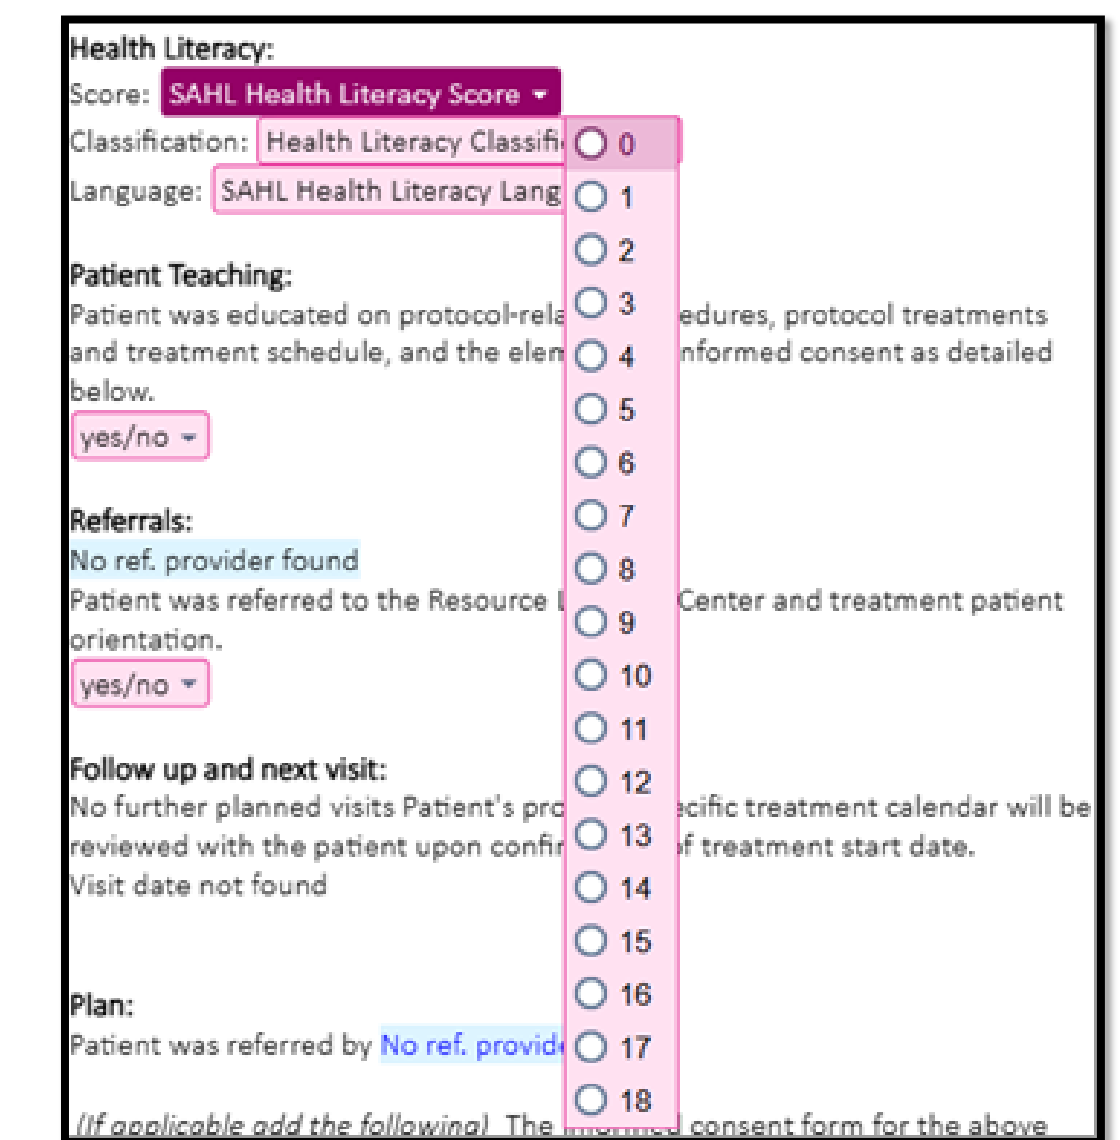 Health Literacy:
Score: SAHL Health Literacy Score
Classification: Health Literacy Classifi
Language: SAHL Health Literacy Lang
0
1
2
3
4
5
6
7
8
9
10
11
12
13
14
15
16
17
18
Patient Teaching:
Patient was educated on protocol-rela edures, protocol treatments
and treatment schedule, and the elem nformed consent as detailed
below.
yes/no
Referrals:
No ref. provider found
Patient was referred to the Resource Center and treatment patient
orientation.
yes/no
Follow up and next visit:
No further planned visits Patient's pro ecific treatment calendar will be
reviewed with the patient upon confir of treatment start date.
Visit date not found
Plan:
Patient was referred by No ref. provide
(If applicable add the following) The informed consent form for the above